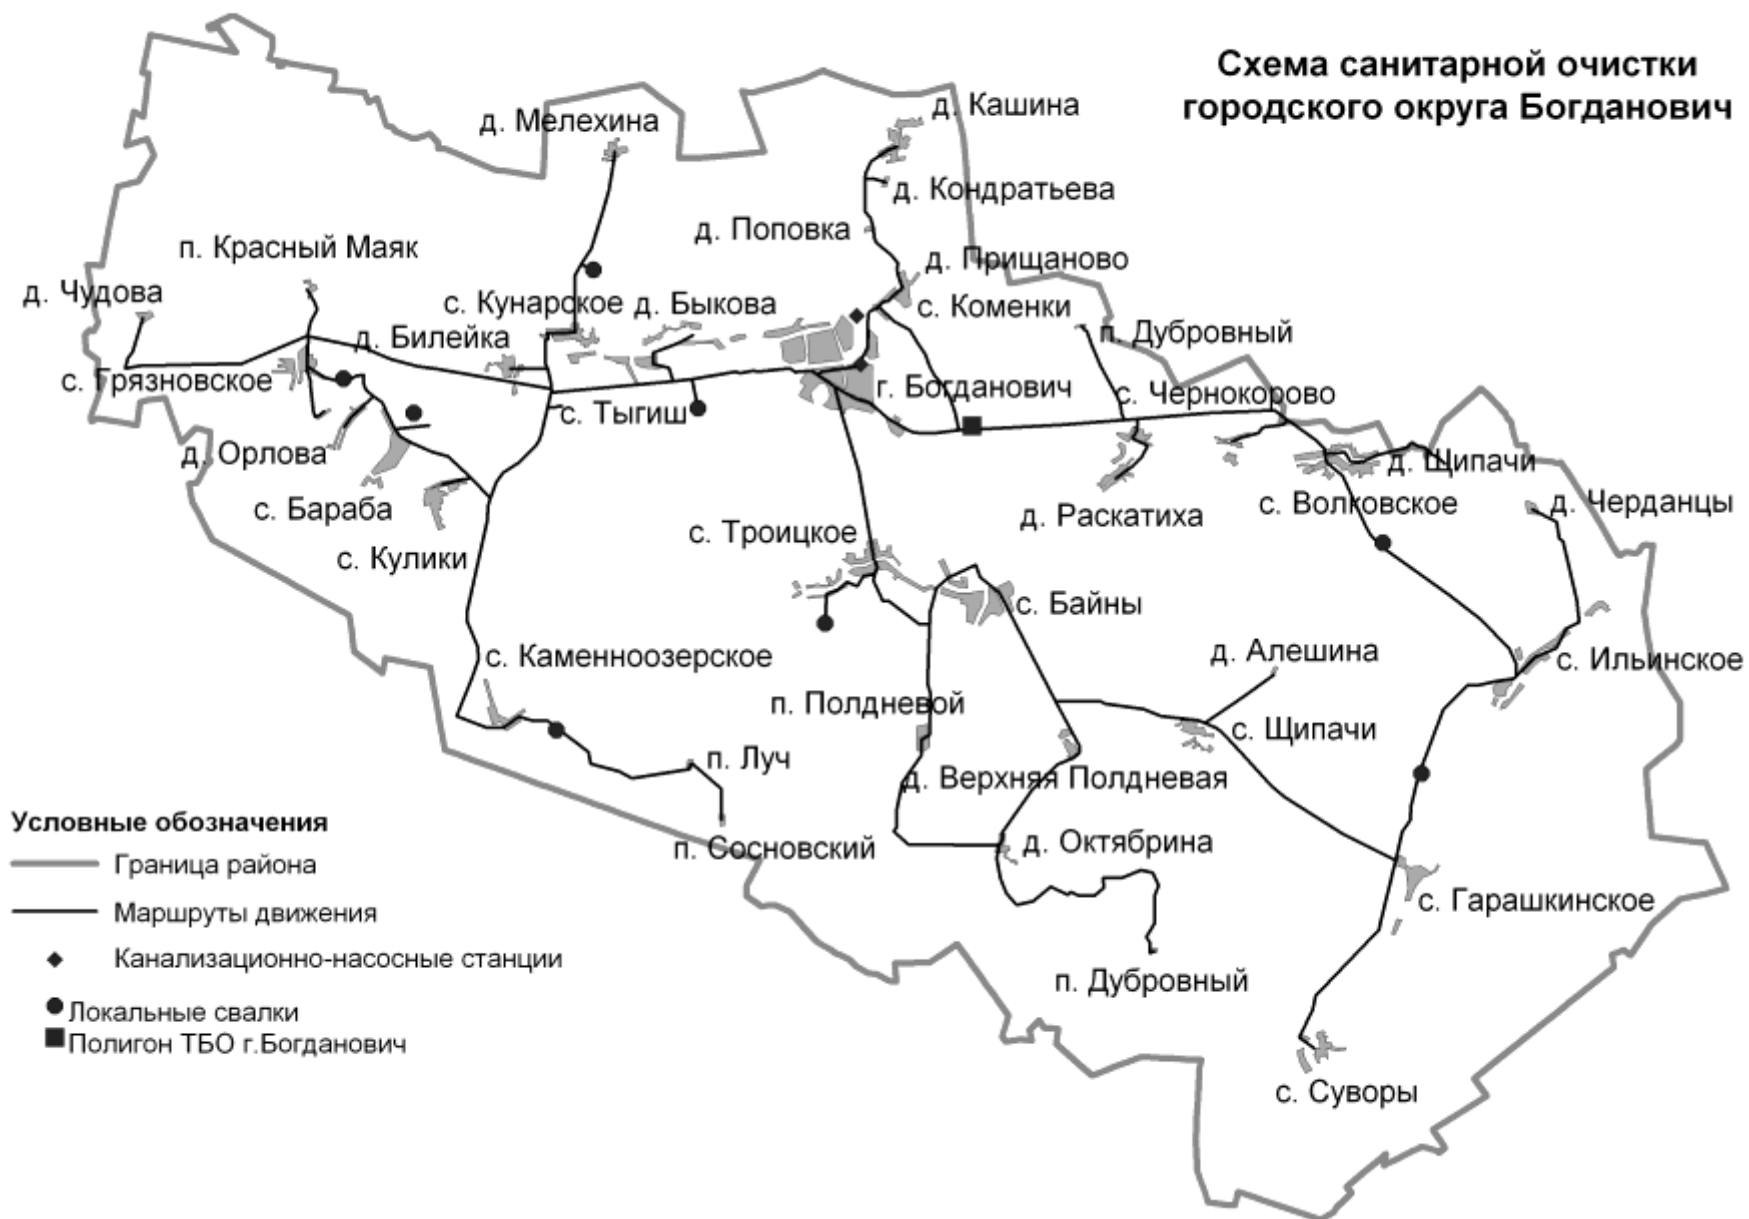 Схема санитарной очистки
городского округа Богданович
д. Кашина
д. Мелехина
д. Кондратьева
д. Поповка
п. Красный Маяк
д. Прищаново
д. Чудова
с. Кунарское
д. Быкова
с. Коменки
п. Дубровный
д. Билейка
с. Грязновское
г. Богданович
с. Чернокорово
с. Тыгиш
д. Орлова
д. Щипачи
с. Бараба
с. Волковское
д. Черданцы
д. Раскатиха
с. Троицкое
с. Кулики
с. Байны
с. Каменноозерское
д. Алешина
с. Ильинское
п. Полдневой
с. Щипачи
п. Луч
д. Верхняя Полдневая
п. Сосновский
д. Октябрина
с. Гарашкинское
п. Дубровный
с. Суворы
Условные обозначения
Граница района
Маршруты движения
Канализационно-насосные станции
Локальные свалки
Полигон ТБО г.Богданович